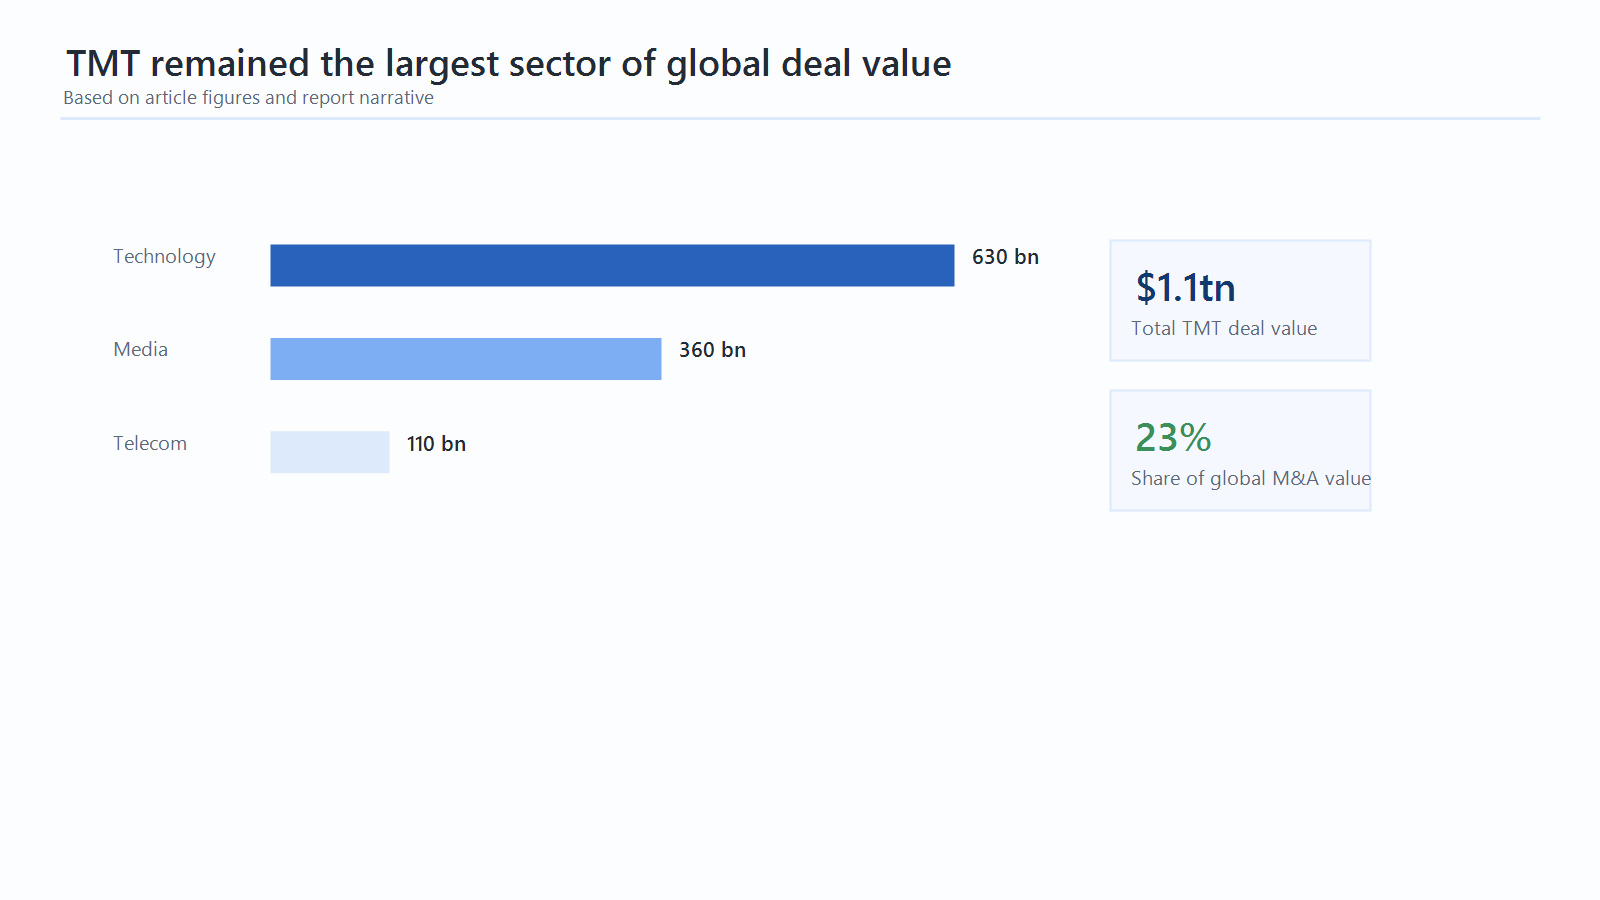 TMT remained the largest sector of global deal value
Based on article figures and report narrative
Technology
630 bn
Media
360 bn
Telecom
110 bn
$1.1tn
Total TMT deal value
23%
Share of global M&A value